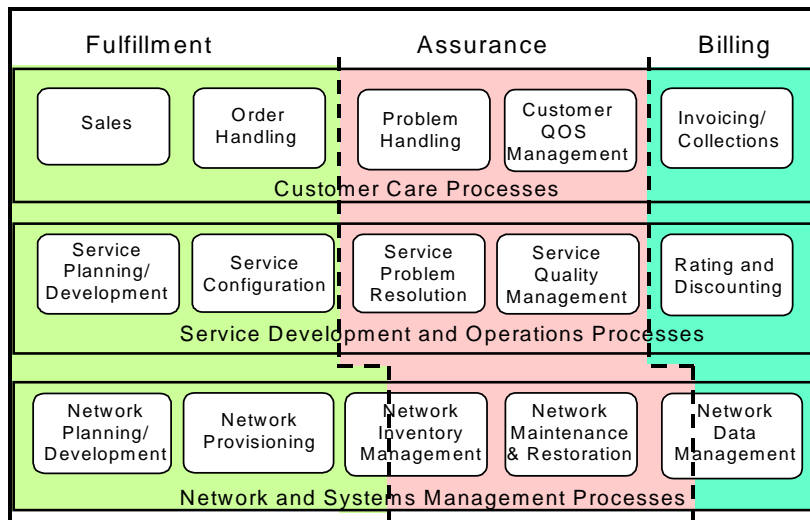 Fulfillment
Assurance
Billing
Sales
Order
Handling
Problem
Handling
Customer
QOS
Management
Invoicing/
Collections
Customer Care Processes
Service
Planning/
Development
Service
Configuration
Service
Problem
Resolution
Service
Quality
Management
Rating and
Discounting
Service Development and Operations Processes
Network
Planning/
Development
Network
Provisioning
Network
Inventory
Management
Network
Maintenance
& Restoration
Network
Data
Management
Network and Systems Management Processes